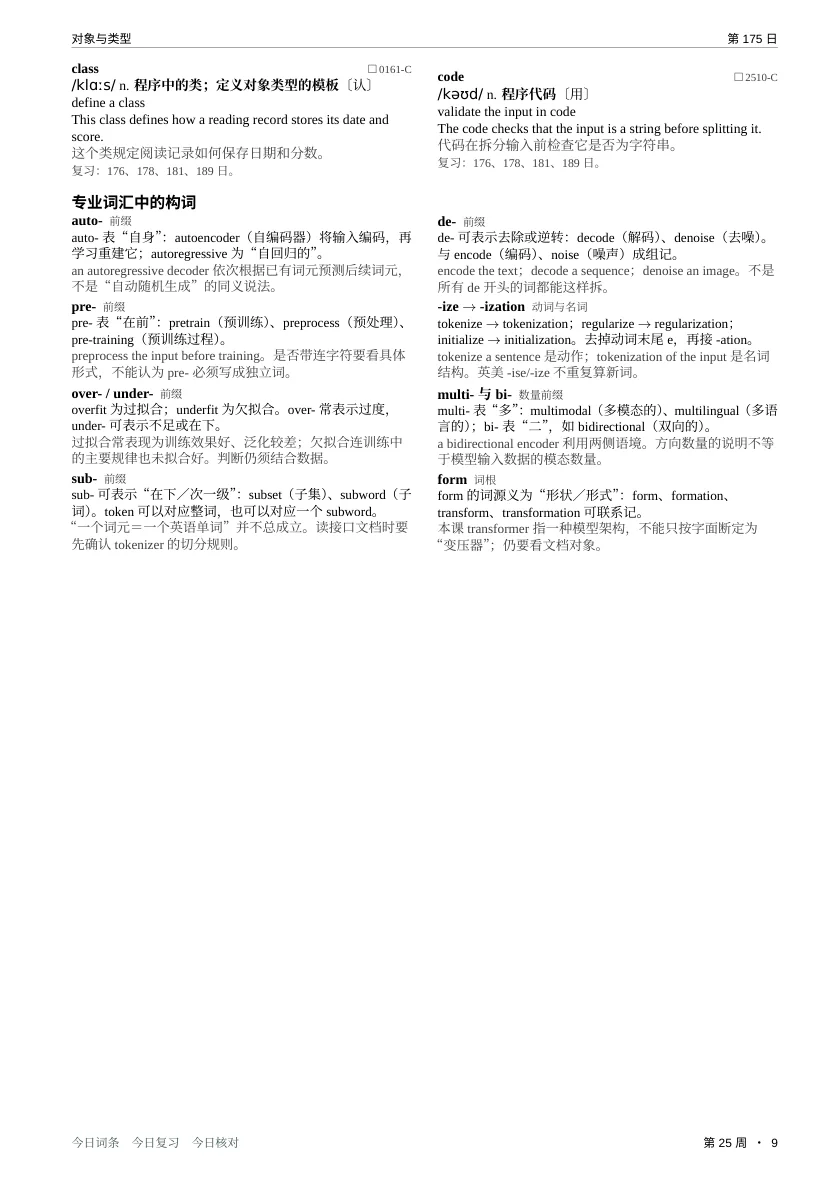 对象与类型
第 175 日
class
□ 0161-C
/klɑːs/ n. 程序中的类；定义对象类型的模板〔认〕
define a class
This class defines how a reading record stores its date and
score.
这个类规定阅读记录如何保存日期和分数。
复习：176、178、181、189 日。
code
□ 2510-C
/kəʊd/ n. 程序代码〔用〕
validate the input in code
The code checks that the input is a string before splitting it.
代码在拆分输入前检查它是否为字符串。
复习：176、178、181、189 日。
专业词汇中的构词
auto- 前缀
auto- 表“自身”：autoencoder（自编码器）将输入编码，再
学习重建它；autoregressive 为“自回归的”。
an autoregressive decoder 依次根据已有词元预测后续词元，
不是“自动随机生成”的同义说法。
pre- 前缀
pre- 表“在前”：pretrain（预训练）、preprocess（预处理）、
pre-training（预训练过程）。
preprocess the input before training。是否带连字符要看具体
形式，不能认为 pre- 必须写成独立词。
over- / under- 前缀
overfit 为过拟合；underfit 为欠拟合。over- 常表示过度，
under- 可表示不足或在下。
过拟合常表现为训练效果好、泛化较差；欠拟合连训练中
的主要规律也未拟合好。判断仍须结合数据。
sub- 前缀
sub- 可表示“在下／次一级”：subset（子集）、subword（子
词）。token 可以对应整词，也可以对应一个 subword。
“一个词元＝一个英语单词”并不总成立。读接口文档时要
先确认 tokenizer 的切分规则。
de- 前缀
de- 可表示去除或逆转：decode（解码）、denoise（去噪）。
与 encode（编码）、noise（噪声）成组记。
encode the text；decode a sequence；denoise an image。不是
所有 de 开头的词都能这样拆。
-ize → -ization 动词与名词
tokenize → tokenization；regularize → regularization；
initialize → initialization。去掉动词末尾 e，再接 -ation。
tokenize a sentence 是动作；tokenization of the input 是名词
结构。英美 -ise/-ize 不重复算新词。
multi- 与 bi- 数量前缀
multi- 表“多”：multimodal（多模态的）、multilingual（多语
言的）；bi- 表“二”，如 bidirectional（双向的）。
a bidirectional encoder 利用两侧语境。方向数量的说明不等
于模型输入数据的模态数量。
form 词根
form 的词源义为“形状／形式”：form、formation、
transform、transformation 可联系记。
本课 transformer 指一种模型架构，不能只按字面断定为
“变压器”；仍要看文档对象。
今日词条 今日复习 今日核对
第 25 周 · 9